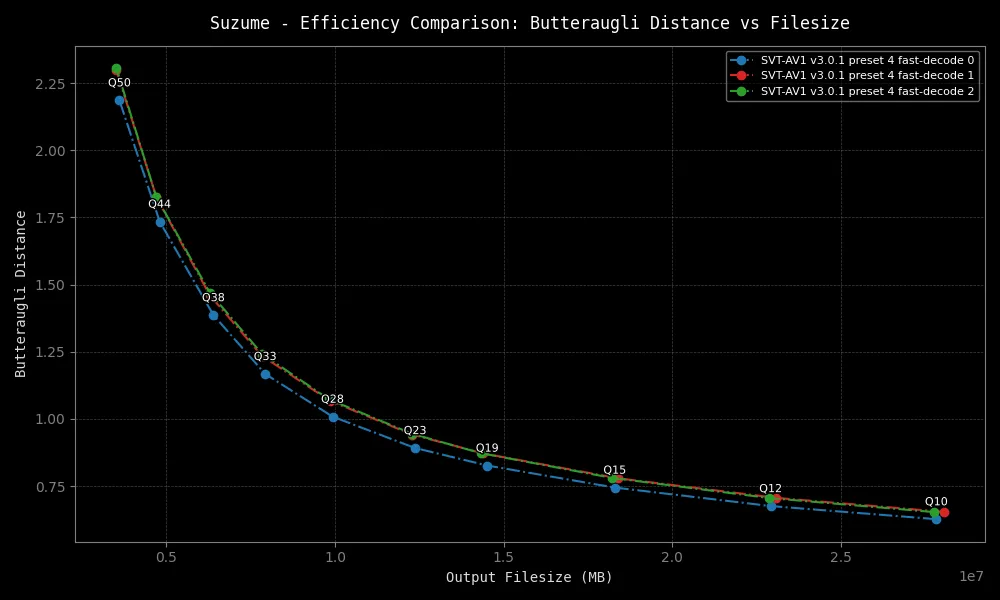 Suzume - Efficiency Comparison: Butteraugli Distance vs Filesize
SVT-AV1 v3.0.1 preset 4 fast-decode 0
SVT-AV1 v3.0.1 preset 4 fast-decode 1
SVT-AV1 v3.0.1 preset 4 fast-decode 2
Butteraugli Distance
2.25
2.00
1.75
1.50
1.25
1.00
0.75
Q50
Q44
Q38
Q33
Q28
Q23
Q19
Q15
Q12
Q10
0.5
1.0
1.5
2.0
2.5
1e7
Output Filesize (MB)